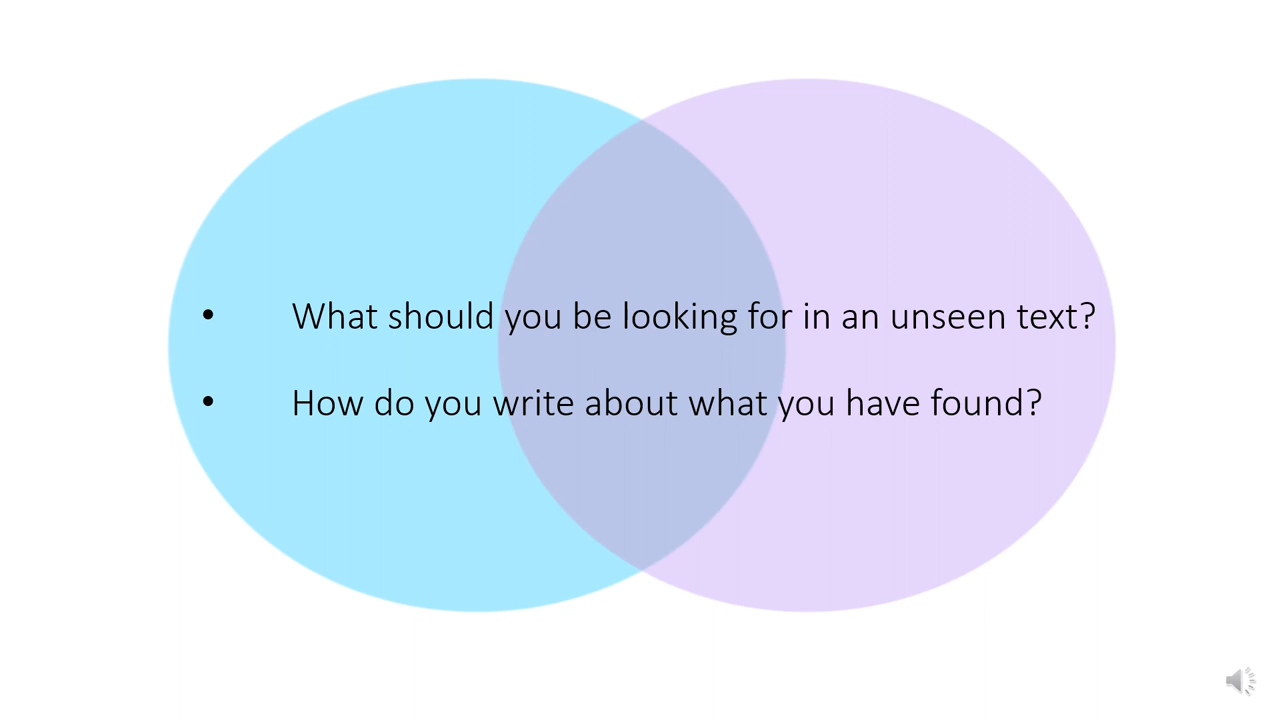 • What should you be looking for in an unseen text?
• How do you write about what you have found?